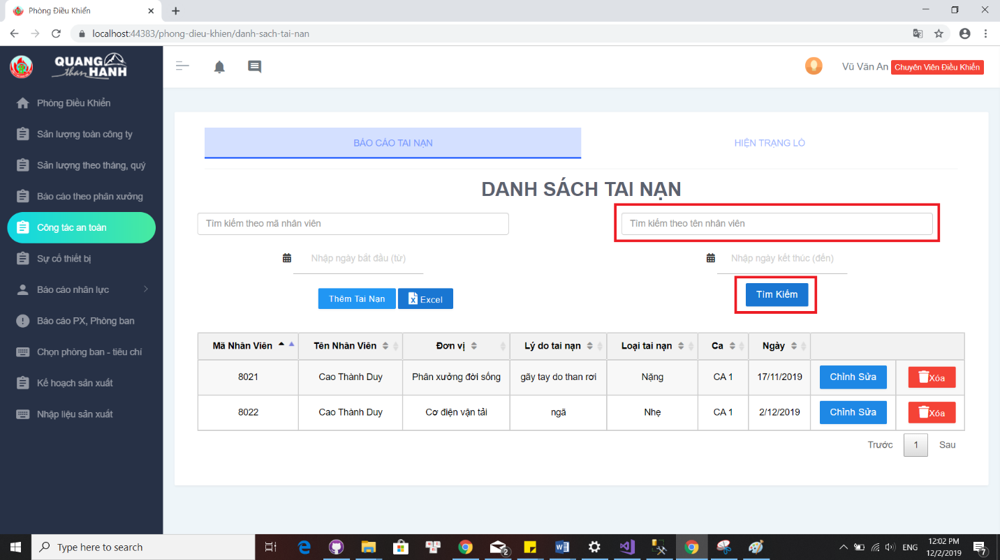 Phòng Điều Khiển
localhost:44383/phong-dieu-khien/danh-sach-tai-nan
QUANG HANH
than
Vũ Văn An Chuyên Viên Điều Khiển
Phòng Điều Khiển
Sản lượng toàn công ty
Sản lượng theo tháng, quý
Báo cáo theo phân xưởng
Công tác an toàn
Sự cố thiết bị
Báo cáo nhân lực
Báo cáo PX, Phòng ban
Chọn phòng ban - tiêu chí
Kế hoạch sản xuất
Nhập liệu sản xuất
BÁO CÁO TAI NẠN HIỆN TRẠNG LÒ
DANH SÁCH TAI NẠN
Tìm kiếm theo mã nhân viên Tìm kiếm theo tên nhân viên
Nhập ngày bắt đầu (từ) Nhập ngày kết thúc (đến)
Thêm Tai Nạn Excel Tìm Kiếm
Mã Nhân Viên Tên Nhân Viên Đơn vị Lý do tai nạn Loại tai nạn Ca Ngày
8021 Cao Thành Duy Phân xưởng đời sống gãy tay do than rơi Nặng CA 1 17/11/2019 Chỉnh Sửa Xóa
8022 Cao Thành Duy Cơ điện vận tải ngã Nhẹ CA 1 2/12/2019 Chỉnh Sửa Xóa
Trước 1 Sau
Type here to search
2
ENG
12:02 PM
12/2/2019
7